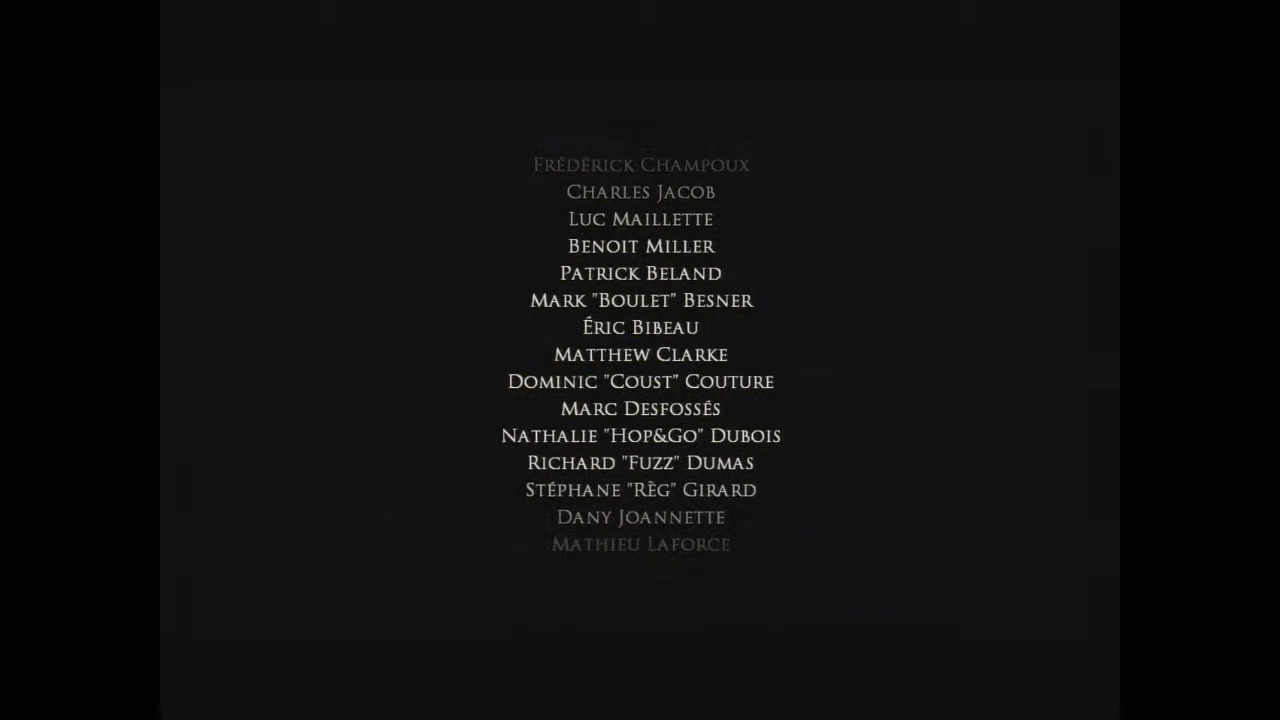 Frédérick Champoux
Charles Jacob
Luc Maillette
Benoit Miller
Patrick Beland
Mark "Boulet" Besner
Éric Bibeau
Matthew Clarke
Dominic "Coust" Couture
Marc Desfossés
Nathalie "Hop&Go" Dubois
Richard "Fuzz" Dumas
Stéphane "Règ" Girard
Dany Joannette
Mathieu Laforce